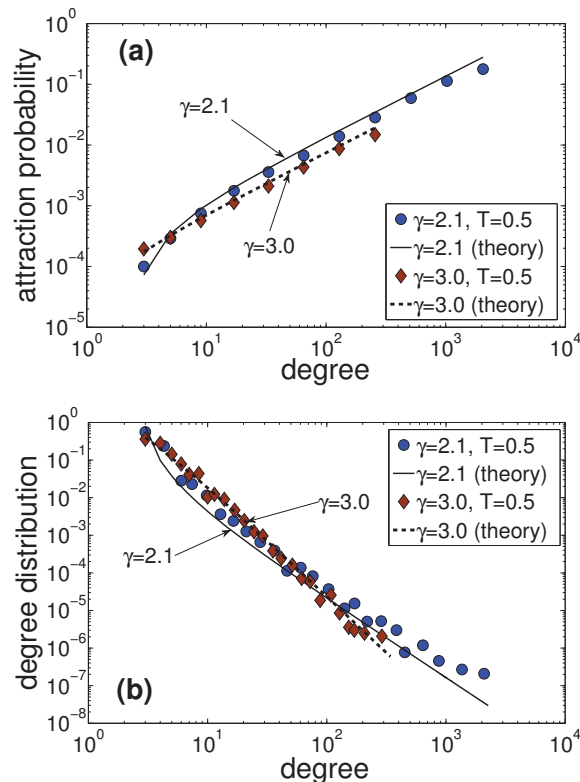 (a)
attraction probability
10^0
10^-1
10^-2
10^-3
10^-4
10^-5
γ=2.1
γ=3.0
γ=2.1, T=0.5
γ=2.1 (theory)
γ=3.0, T=0.5
γ=3.0 (theory)
10^0
10^1
10^2
10^3
10^4
degree
degree distribution
10^0
10^-1
10^-2
10^-3
10^-4
10^-5
10^-6
10^-7
10^-8
γ=2.1, T=0.5
γ=2.1 (theory)
γ=3.0, T=0.5
γ=3.0 (theory)
γ=3.0
γ=2.1
(b)
10^0
10^1
10^2
10^3
10^4
degree